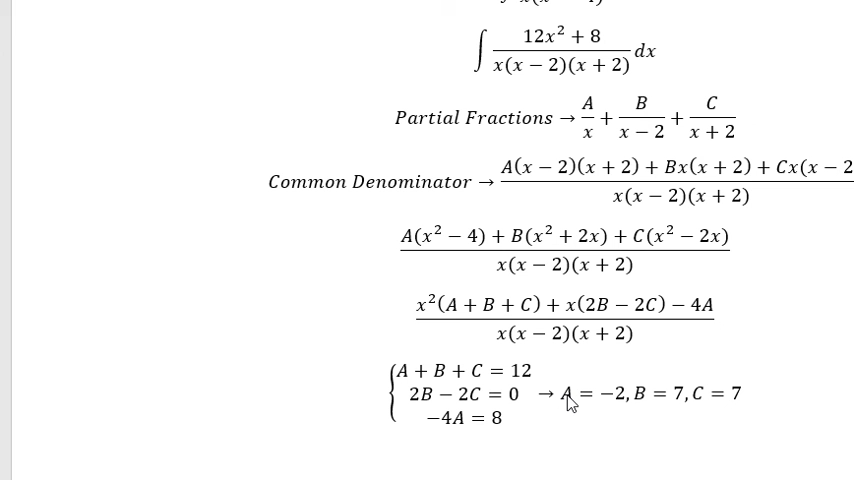 ∫ (12x² + 8)/(x(x − 2)(x + 2)) dx
Partial Fractions → A/x + B/(x − 2) + C/(x + 2)
Common Denominator → (A(x − 2)(x + 2) + Bx(x + 2) + Cx(x − 2)/(x(x − 2)(x + 2))
(A(x² − 4) + B(x² + 2x) + C(x² − 2x))/(x(x − 2)(x + 2))
(x²(A + B + C) + x(2B − 2C) − 4A)/(x(x − 2)(x + 2))
{A + B + C = 12
2B − 2C = 0 → A = −2, B = 7, C = 7
−4A = 8